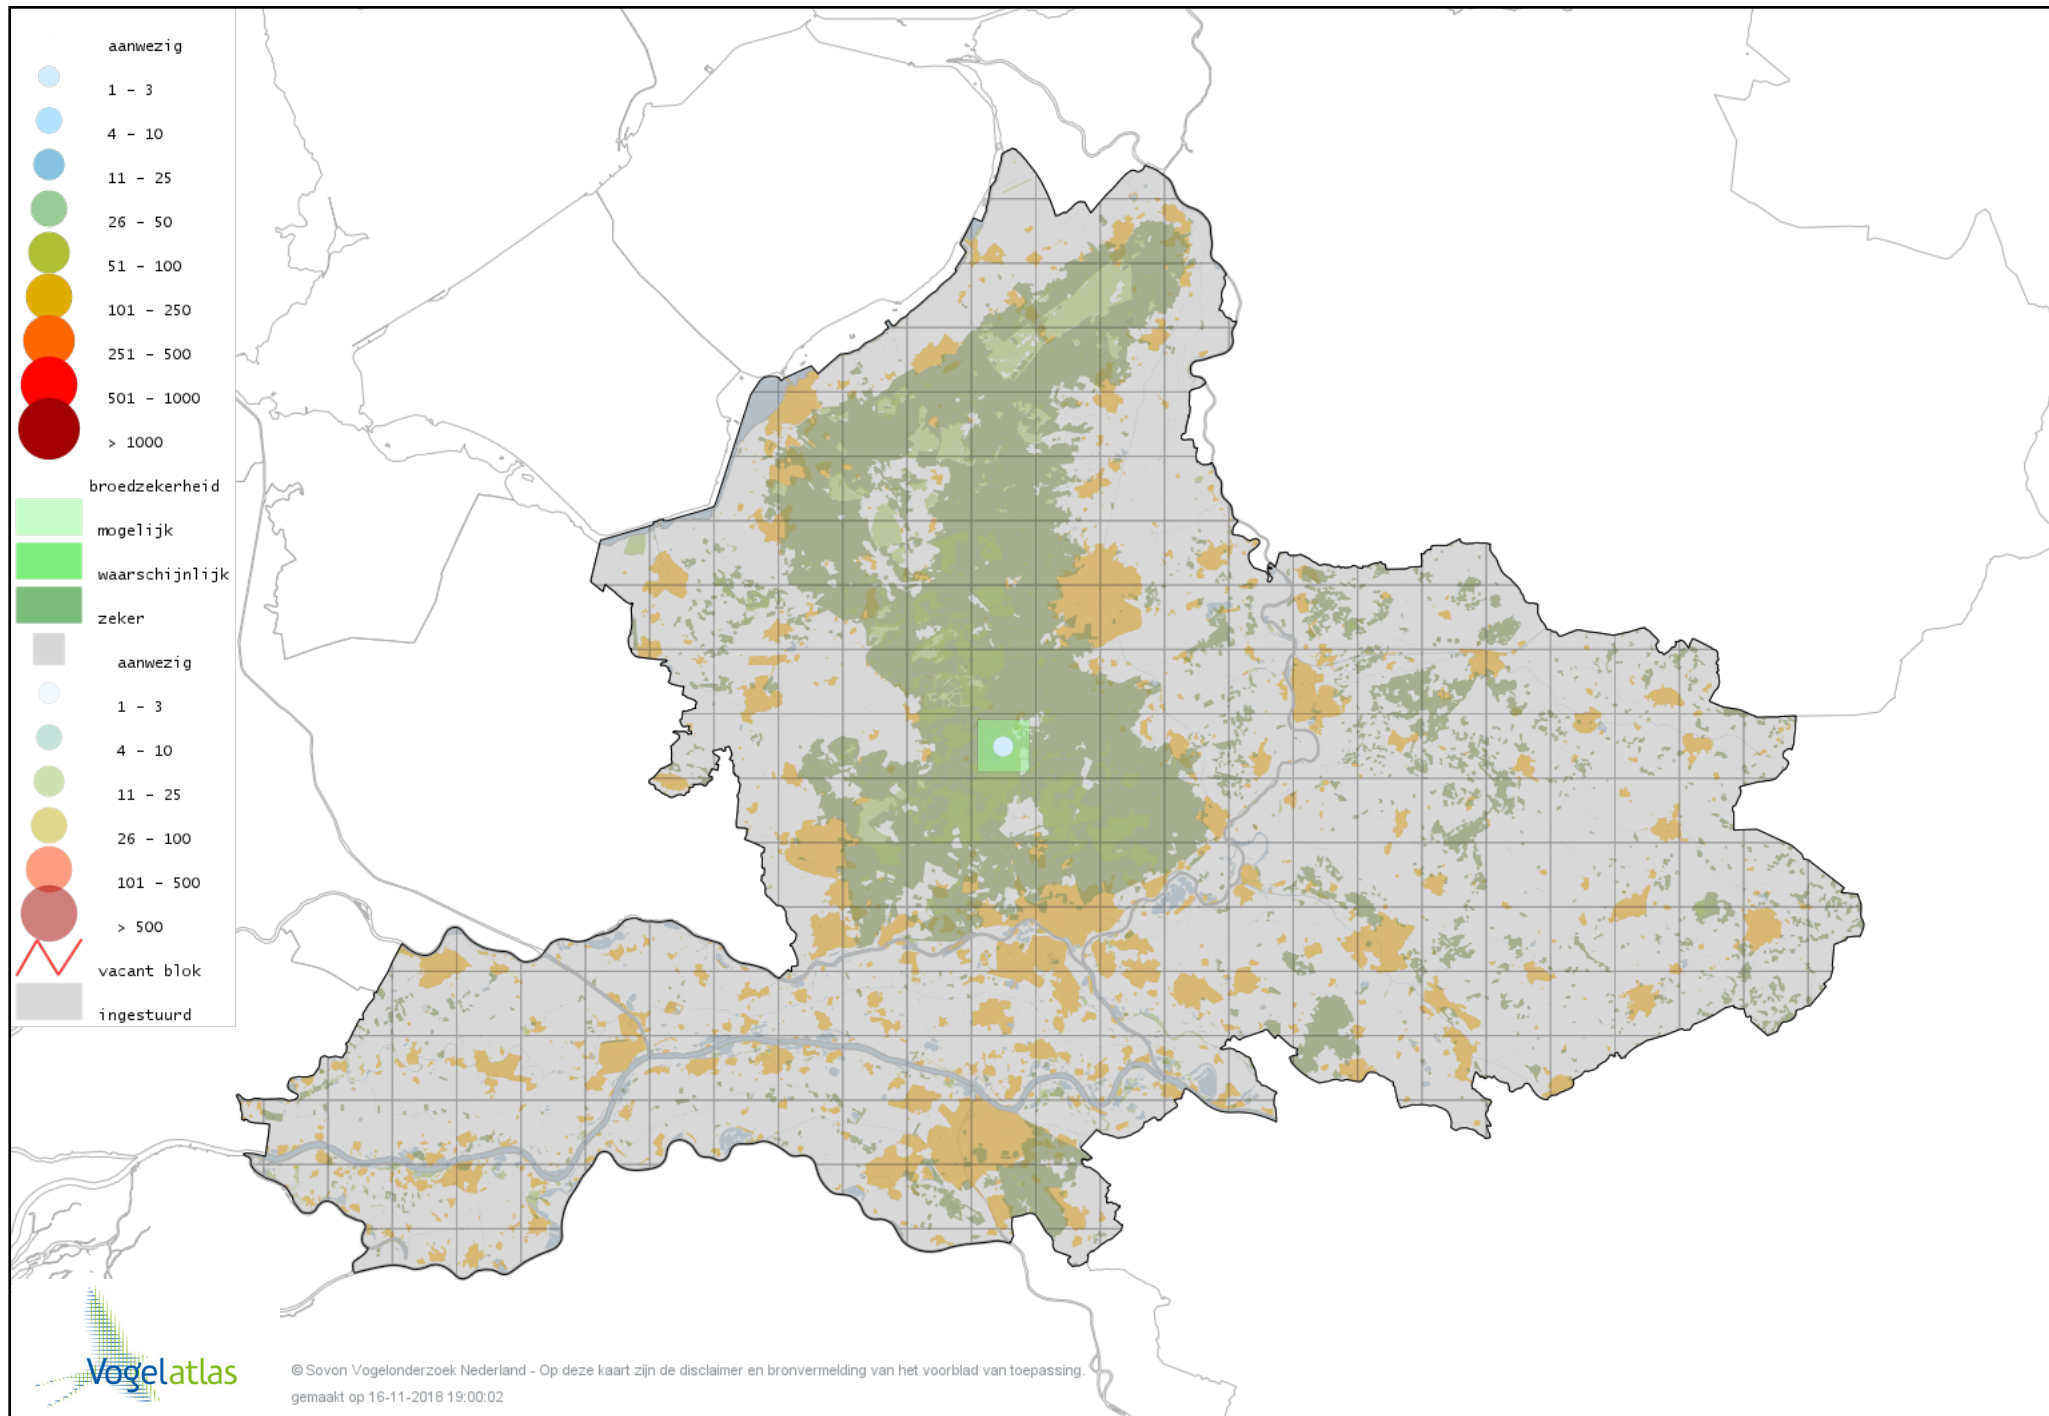 aanwezig
1 - 3
4 - 10
11 - 25
26 - 50
51 - 100
101 - 250
251 - 500
501 - 1000
> 1000
broedzekerheid
mogelijk
waarschijnlijk
zeker
aanwezig
1 - 3
4 - 10
11 - 25
26 - 100
101 - 500
> 500
vacant blok
ingestuurd
Vogelatlas
© Sovon Vogelonderzoek Nederland - Op deze kaart zijn de disclaimer en bronvermelding van het voorblad van toepassing.
gemaakt op 16-11-2018 19:00:02